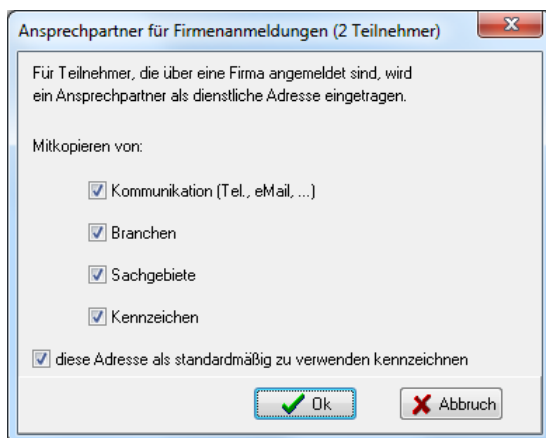 Ansprechpartner für Firmenanmeldungen (2 Teilnehmer)
Für Teilnehmer, die über eine Firma angemeldet sind, wird
ein Ansprechpartner als dienstliche Adresse eingetragen.
Mitkopieren von:
Kommunikation (Tel., eMail, ...)
Branchen
Sachgebiete
Kennzeichen
diese Adresse als standardmäßig zu verwenden kennzeichnen
Ok
Abbruch